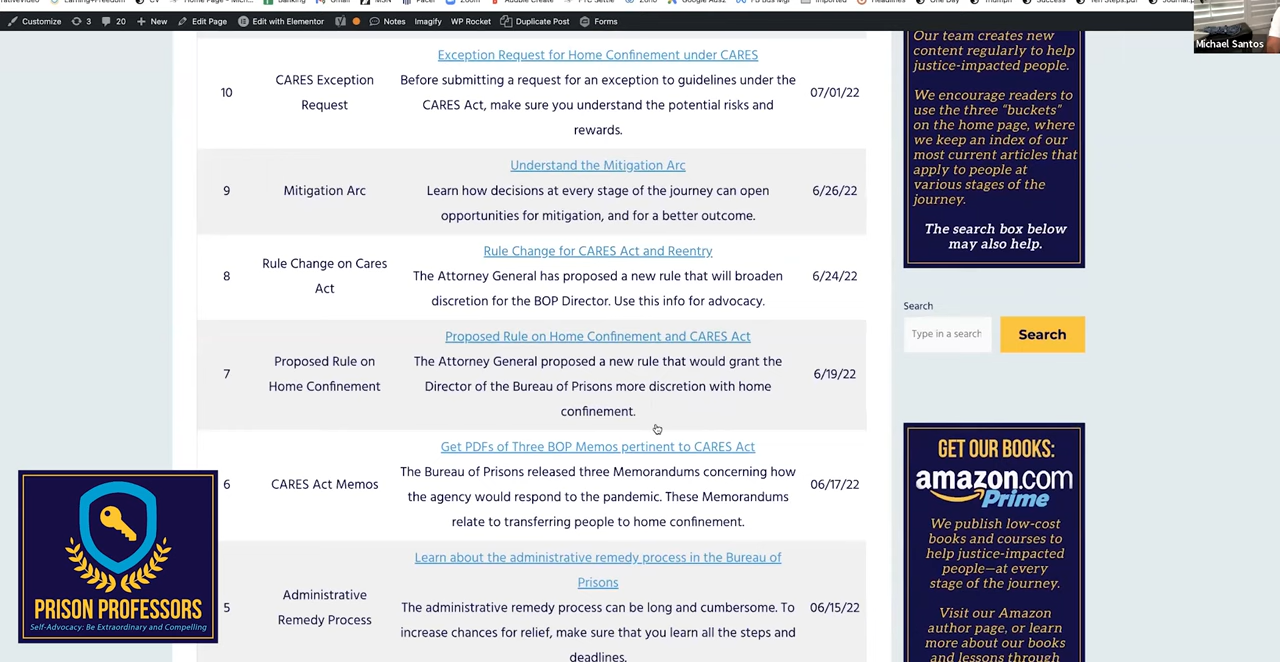 Customize 3 20 New Edit Page Edit with Elementor Notes Imagify WP Rocket Duplicate Post Forms
Michael Santos
Exception Request for Home Confinement under CARES
10
CARES Exception
Request
Before submitting a request for an exception to guidelines under the
CARES Act, make sure you understand the potential risks and
rewards.
07/01/22
Understand the Mitigation Arc
9
Mitigation Arc
Learn how decisions at every stage of the journey can open
opportunities for mitigation, and for a better outcome.
6/26/22
Rule Change for CARES Act and Reentry
8
Rule Change on Cares
Act
The Attorney General has proposed a new rule that will broaden
discretion for the BOP Director. Use this info for advocacy.
6/24/22
Proposed Rule on Home Confinement and CARES Act
7
Proposed Rule on
Home Confinement
The Attorney General proposed a new rule that would grant the
Director of the Bureau of Prisons more discretion with home
confinement.
6/19/22
Get PDFs of Three BOP Memos pertinent to CARES Act
6
CARES Act Memos
The Bureau of Prisons released three Memorandums concerning how
the agency would respond to the pandemic. These Memorandums
relate to transferring people to home confinement.
06/17/22
Learn about the administrative remedy process in the Bureau of
Prisons
5
Administrative
Remedy Process
The administrative remedy process can be long and cumbersome. To
increase chances for relief, make sure that you learn all the steps and
deadlines.
06/15/22
Our team creates new
content regularly to help
justice-impacted people.
We encourage readers to
use the three "buckets"
on the home page, where
we keep an index of our
most current articles that
apply to people at
various stages of the
journey.
The search box below
may also help.
Search
Type in a search
Search
GET OUR BOOKS:
amazon.com
Prime
We publish low-cost
books and courses to
help justice-impacted
people—at every
stage of the journey.
Visit our Amazon
author page, or learn
more about our books
and lessons through
PRISON PROFESSORS
Self-Advocacy: Be Extraordinary and Compelling